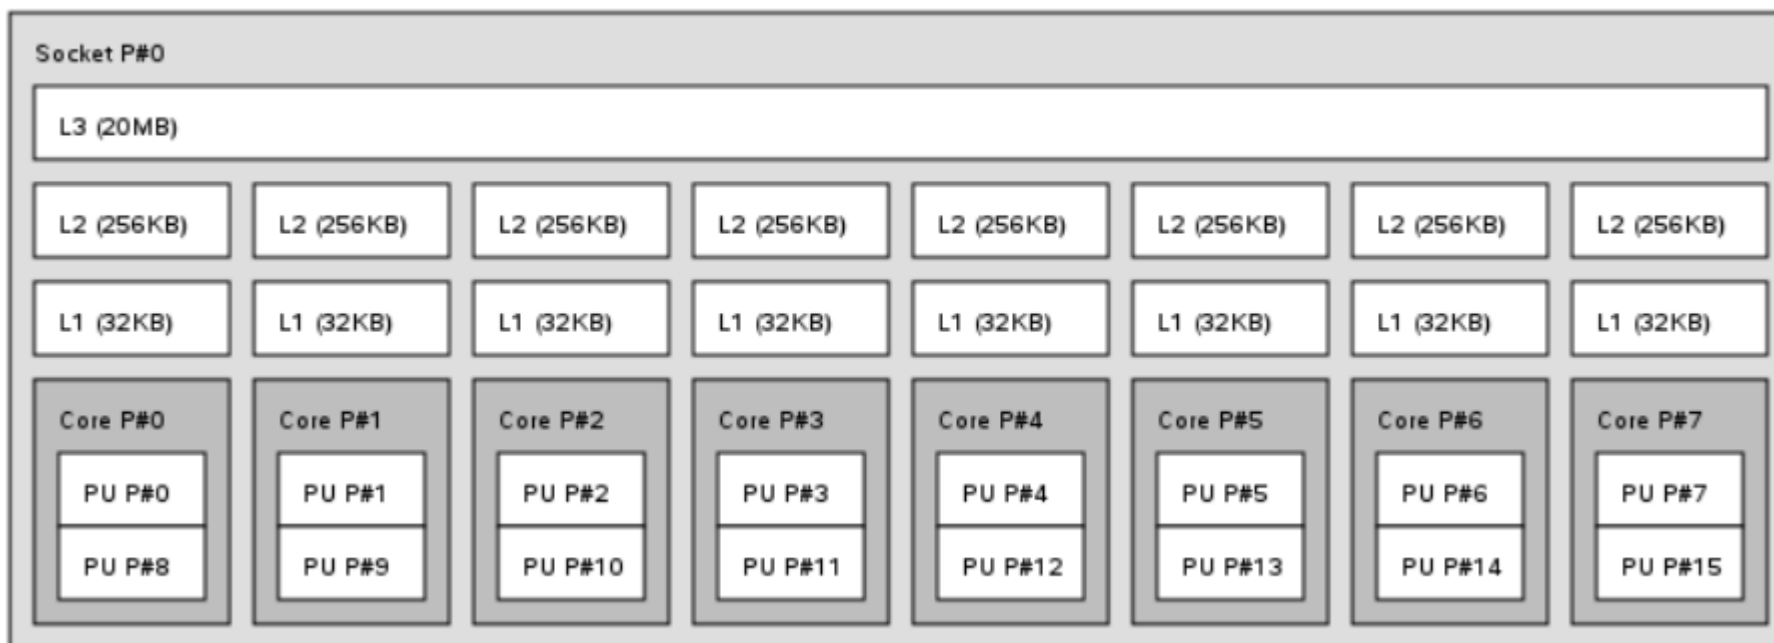 Socket P#0
L3 (20MB)
L2 (256KB) L2 (256KB) L2 (256KB) L2 (256KB) L2 (256KB) L2 (256KB) L2 (256KB) L2 (256KB)
L1 (32KB) L1 (32KB) L1 (32KB) L1 (32KB) L1 (32KB) L1 (32KB) L1 (32KB) L1 (32KB)
Core P#0 Core P#1 Core P#2 Core P#3 Core P#4 Core P#5 Core P#6 Core P#7
PU P#0 PU P#1 PU P#2 PU P#3 PU P#4 PU P#5 PU P#6 PU P#7
PU P#8 PU P#9 PU P#10 PU P#11 PU P#12 PU P#13 PU P#14 PU P#15